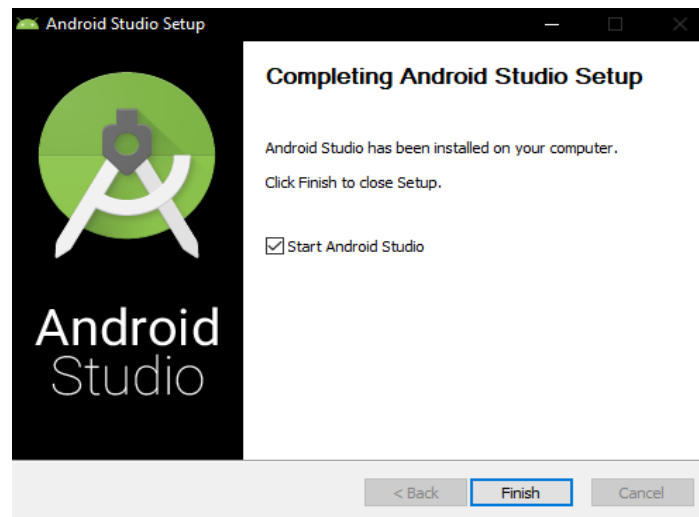 Android Studio Setup
Completing Android Studio Setup
Android Studio has been installed on your computer.
Click Finish to close Setup.
Start Android Studio
Android
Studio
< Back
Finish
Cancel